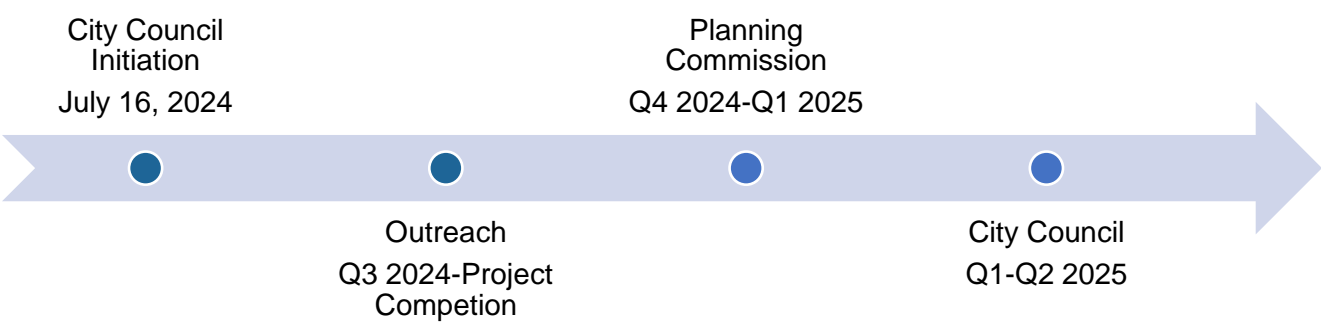 City Council
Initiation
July 16, 2024
Outreach
Q3 2024-Project
Competion
Planning
Commission
Q4 2024-Q1 2025
City Council
Q1-Q2 2025